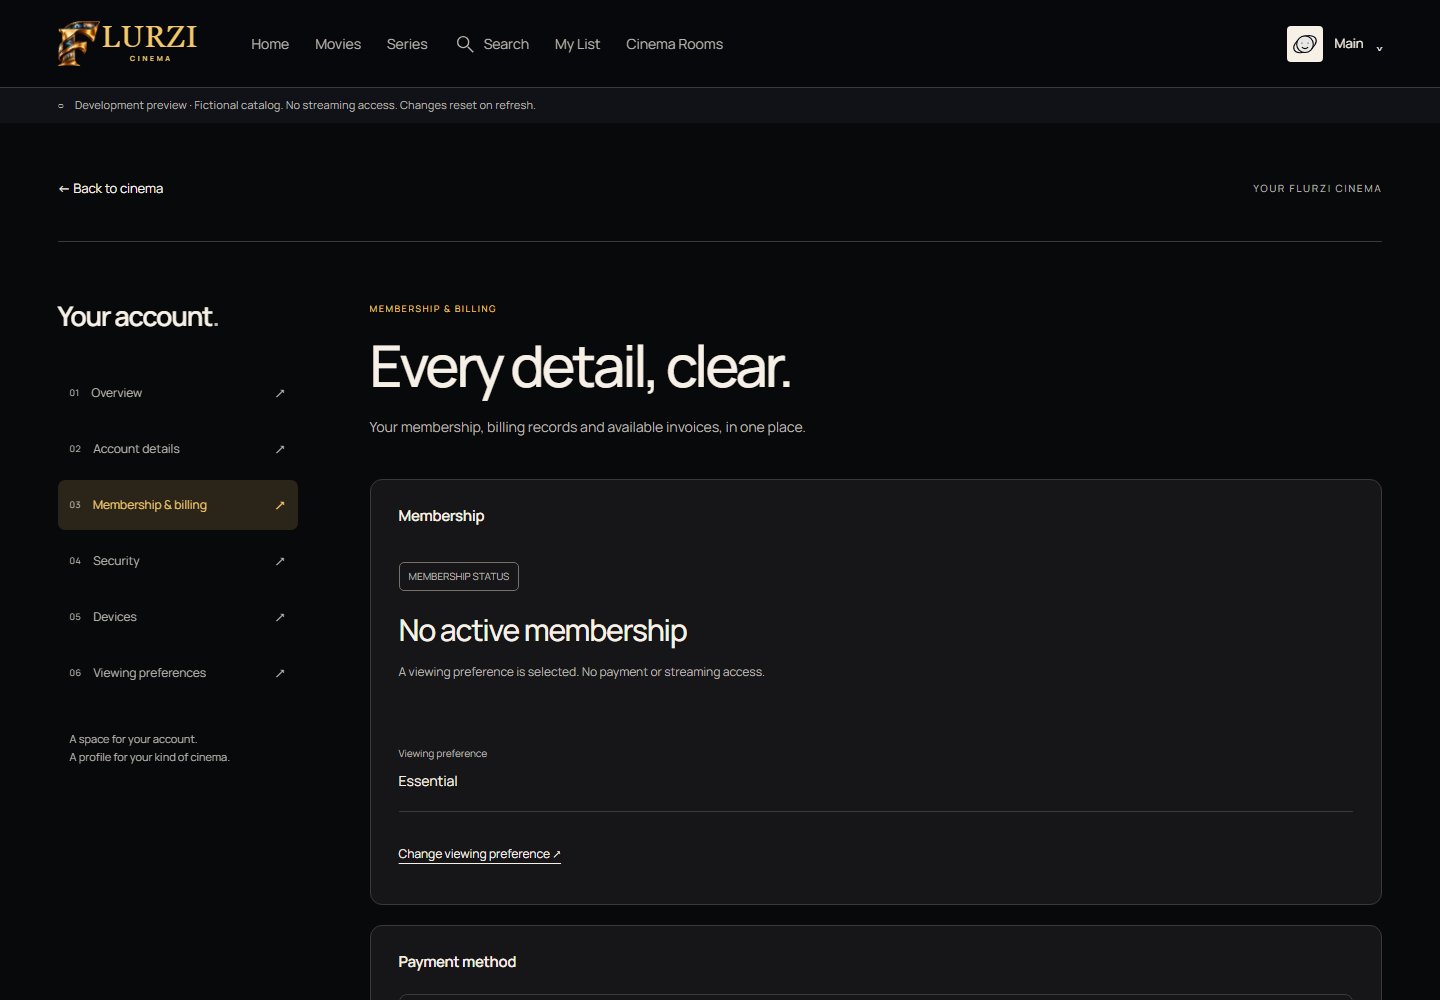 FLURZI
CINEMA
Home
Movies
Series
Search
My List
Cinema Rooms
Main
Development preview · Fictional catalog. No streaming access. Changes reset on refresh.
← Back to cinema
YOUR FLURZI CINEMA
Your account.
01 Overview ↗
02 Account details ↗
03 Membership & billing ↗
04 Security ↗
05 Devices ↗
06 Viewing preferences ↗
A space for your account.
A profile for your kind of cinema.
MEMBERSHIP & BILLING
Every detail, clear.
Your membership, billing records and available invoices, in one place.
Membership
MEMBERSHIP STATUS
No active membership
A viewing preference is selected. No payment or streaming access.
Viewing preference
Essential
Change viewing preference ↗
Payment method